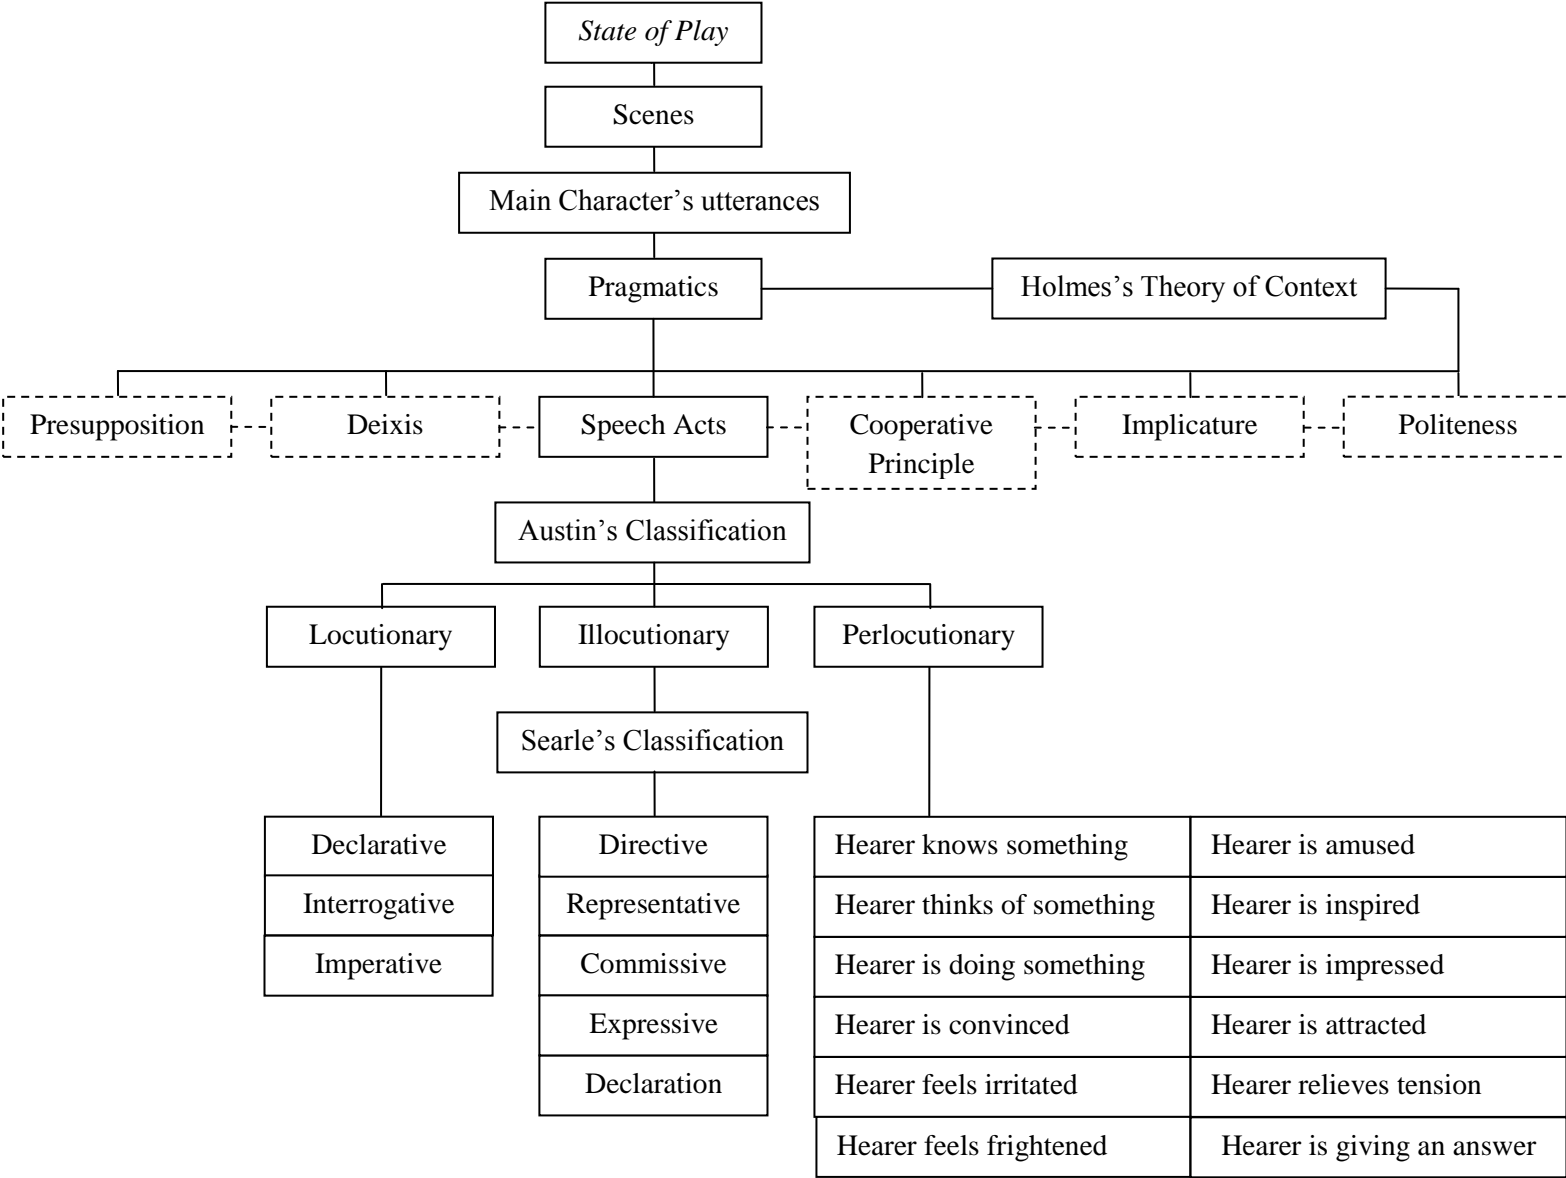 State of Play
Scenes
Main Character’s utterances
Pragmatics
Holmes’s Theory of Context
Presupposition
Deixis
Speech Acts
Cooperative
Principle
Implicature
Politeness
Austin’s Classification
Locutionary
Illocutionary
Perlocutionary
Searle’s Classification
Declarative
Interrogative
Imperative
Directive
Representative
Commissive
Expressive
Declaration
Hearer knows something
Hearer is amused
Hearer thinks of something
Hearer is inspired
Hearer is doing something
Hearer is impressed
Hearer is convinced
Hearer is attracted
Hearer feels irritated
Hearer relieves tension
Hearer feels frightened
Hearer is giving an answer